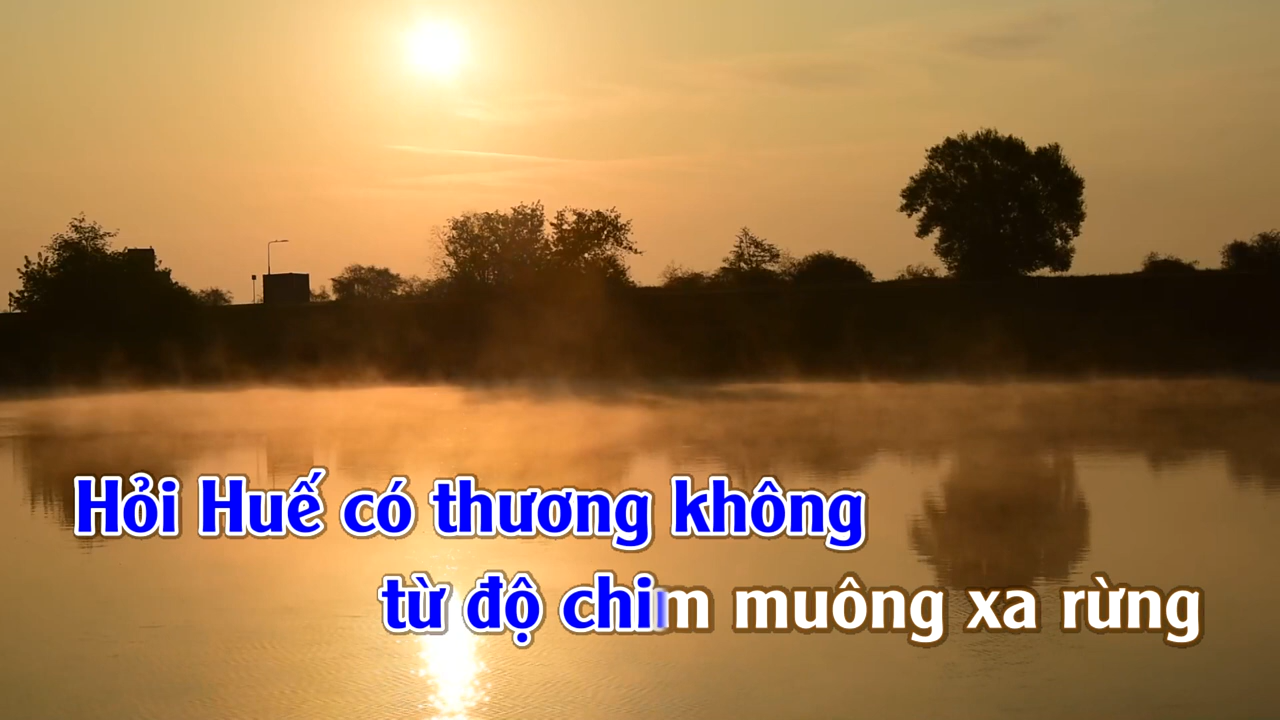 Hỏi Huế có thương không
từ độ chim muông xa rừng